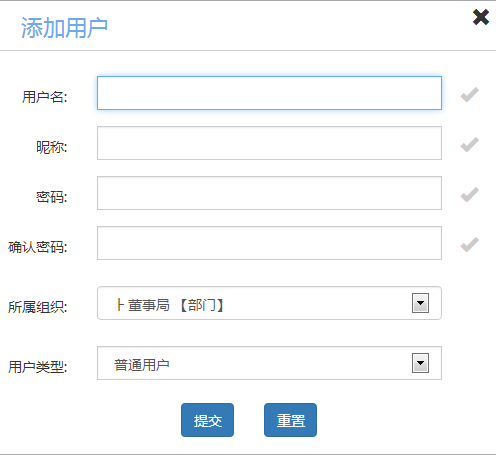 添加用户
用户名:
昵称:
密码:
确认密码:
所属组织: ├ 董事局 【部门】
用户类型: 普通用户
提交 重置